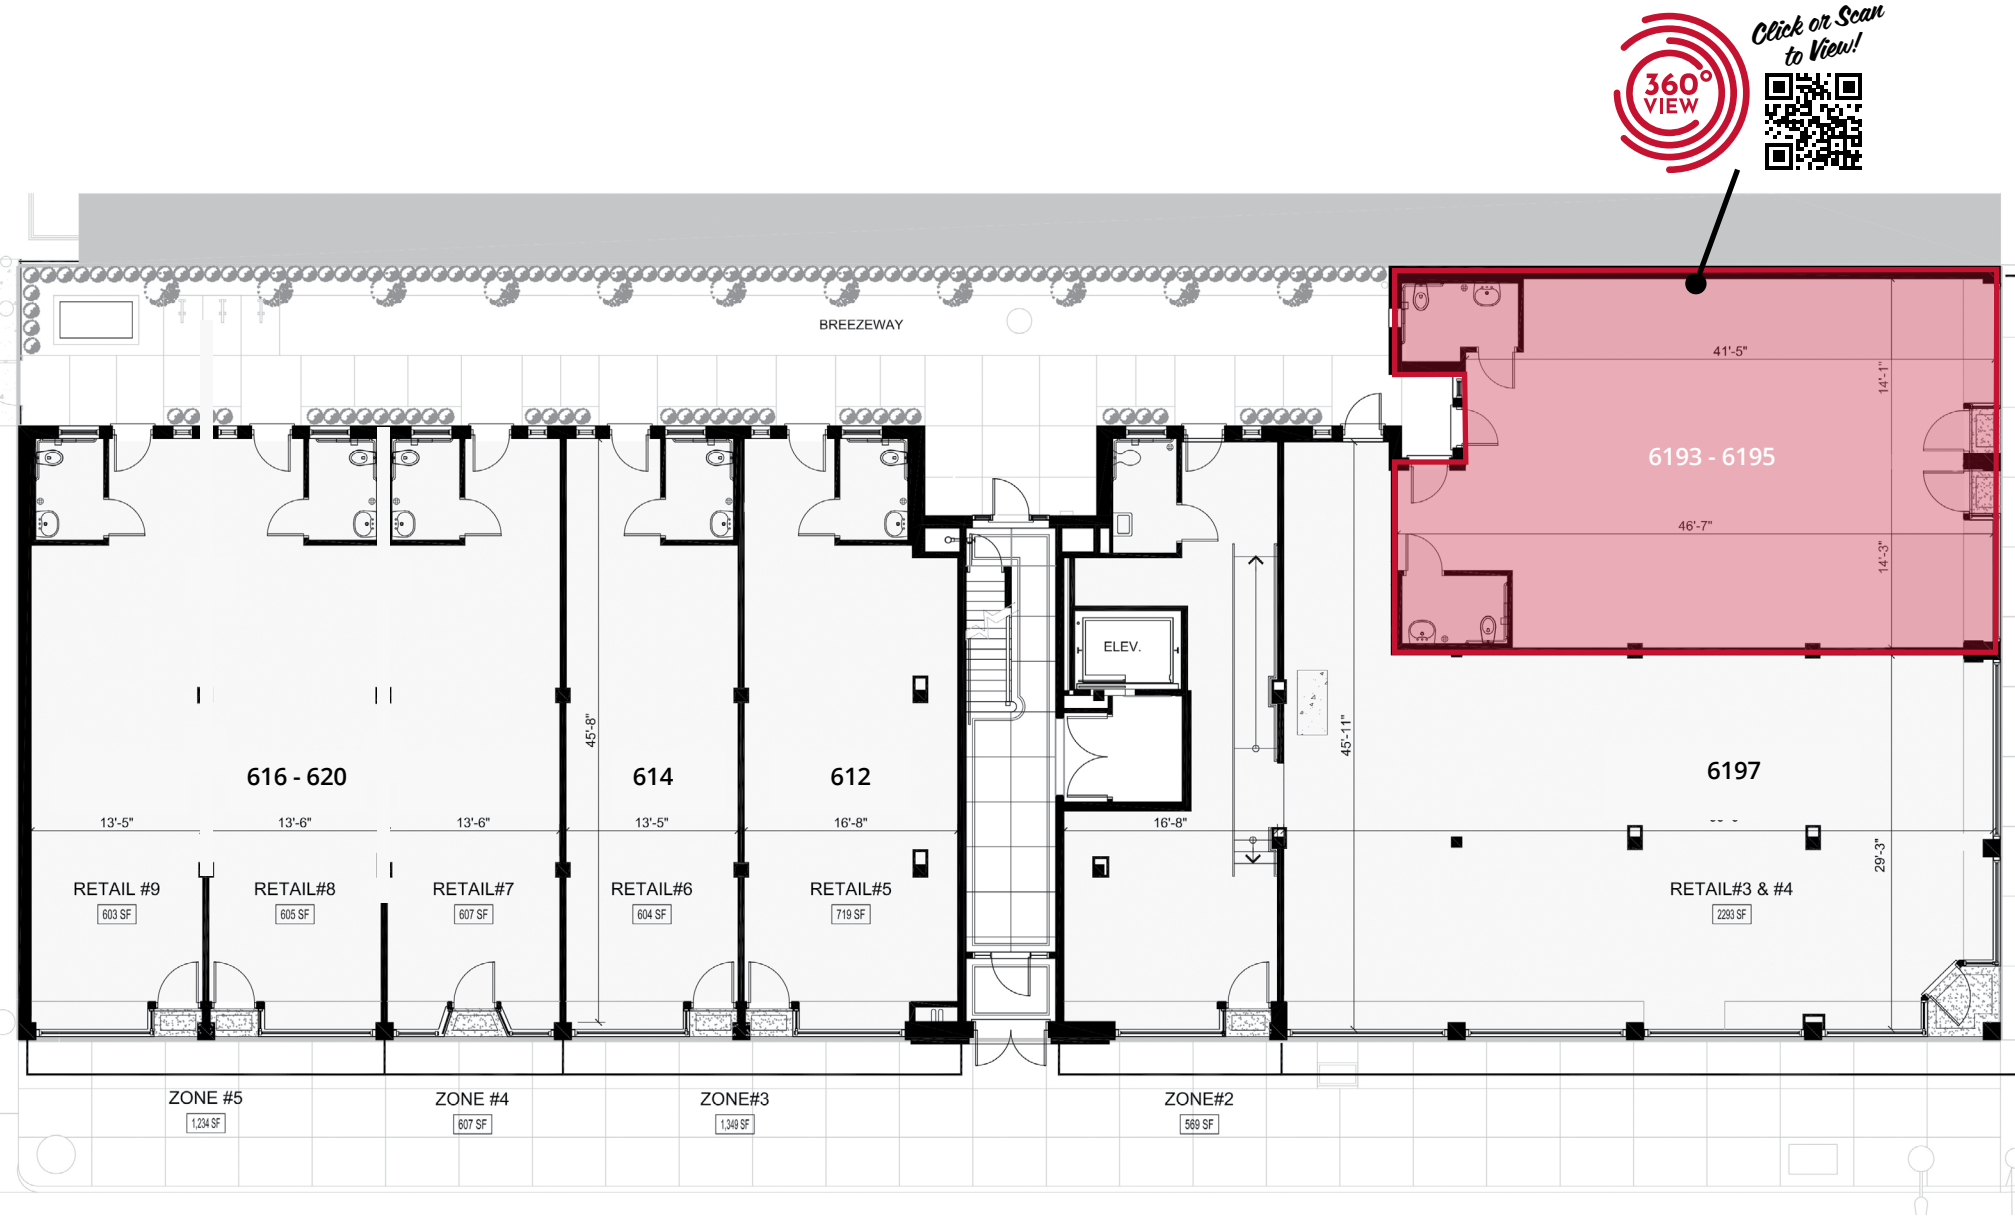 Click or Scan
to View!
360°
VIEW
BREEZEWAY
41'-5"
14'-1"
6193 - 6195
46'-7"
14'-3"
ELEV.
45'-8"
45'-11"
616 - 620
614
612
6197
13'-5"
13'-6"
13'-6"
13'-5"
16'-8"
16'-8"
29'-3"
RETAIL #9
RETAIL#8
RETAIL#7
RETAIL#6
RETAIL#5
RETAIL#3 & #4
603 SF
605 SF
607 SF
604 SF
719 SF
2293 SF
ZONE #5
ZONE #4
ZONE#3
ZONE#2
1,234 SF
607 SF
1,349 SF
569 SF